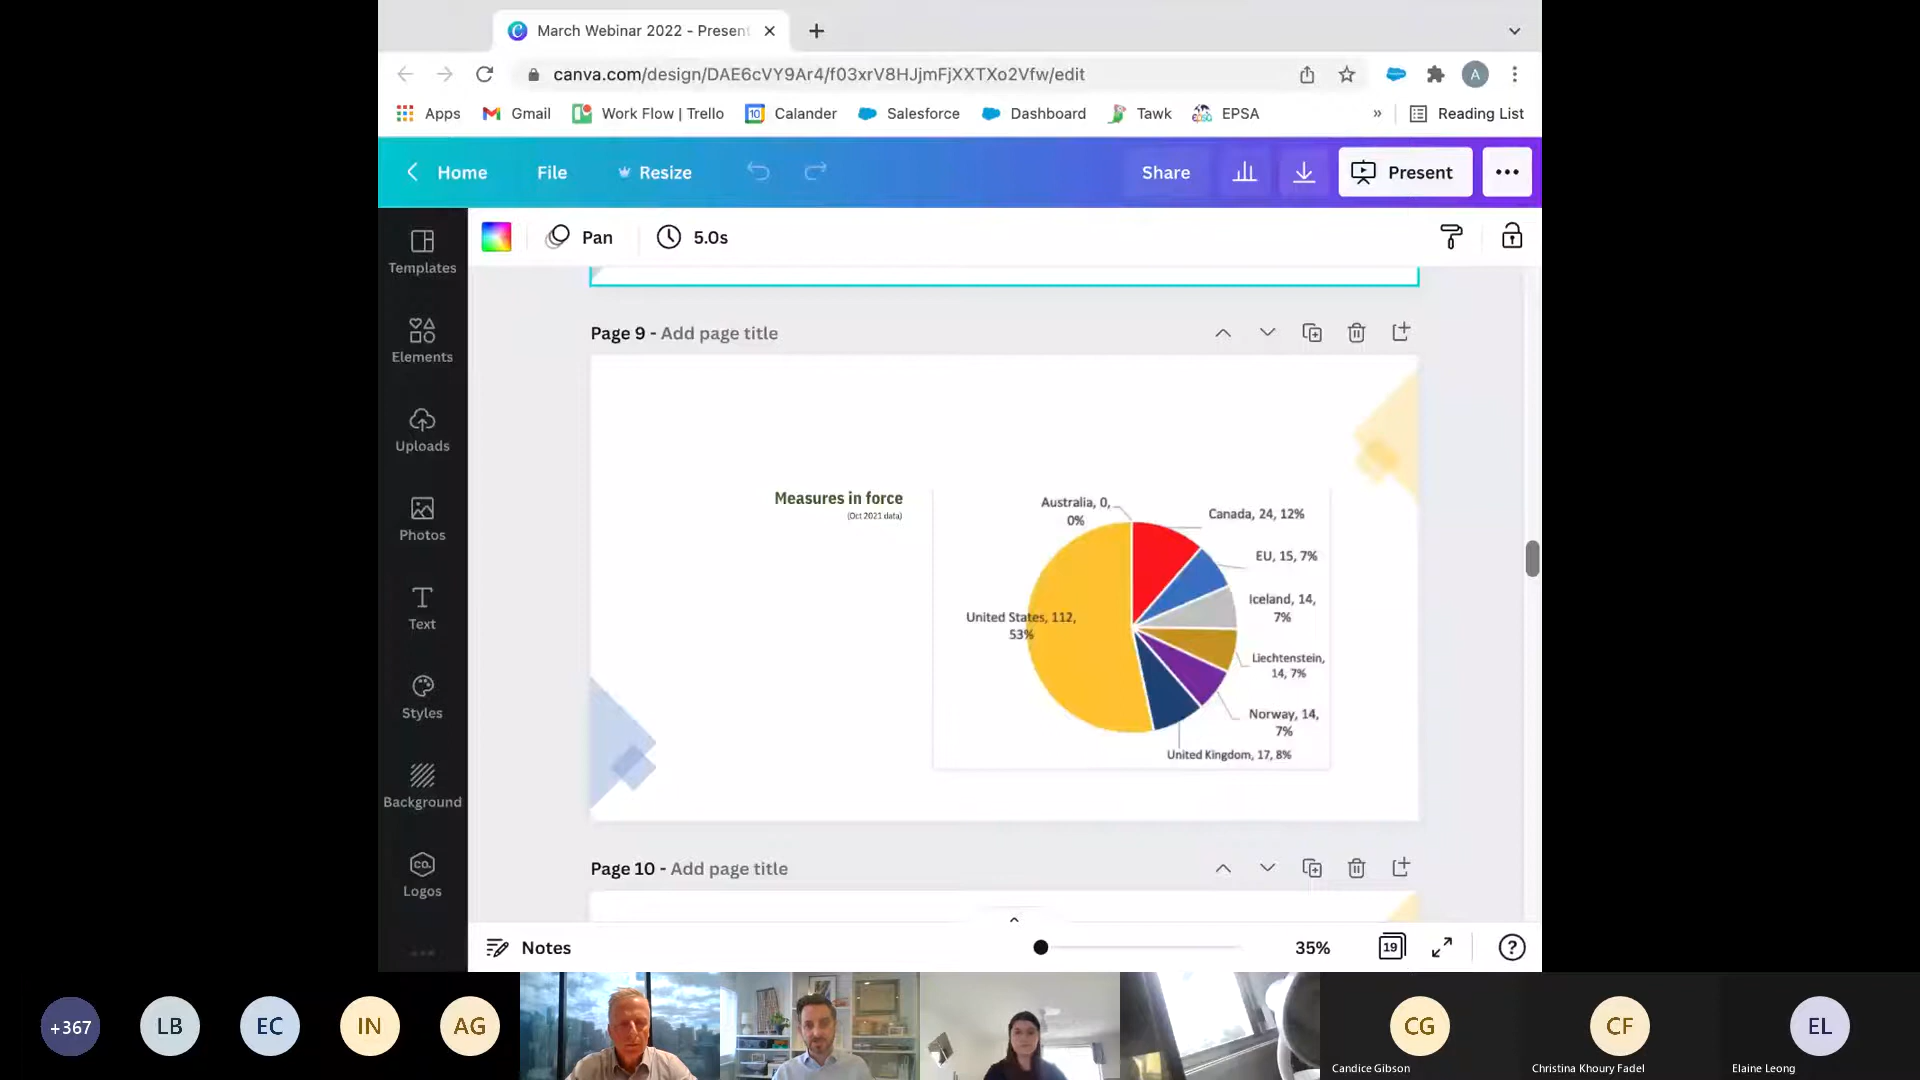 March Webinar 2022 - Present
canva.com/design/DAE6cVY9Ar4/f03xrV8HJjmFjXXTXo2Vfw/edit
A
Apps
Gmail
Work Flow | Trello
10
Calander
Salesforce
Dashboard
Tawk
EPSA
»
Reading List
Home
File
Resize
Share
Present
Pan
5.0s
Templates
Elements
Uploads
Photos
Text
Styles
Background
CO.
Logos
Page 9 - Add page title
Measures in force
(Oct 2021 data)
Australia, 0,
0%
Canada, 24, 12%
EU, 15, 7%
Iceland, 14,
7%
Liechtenstein,
14, 7%
Norway, 14,
7%
United Kingdom, 17, 8%
United States, 112,
53%
Page 10 - Add page title
Notes
35%
19
?
+367
LB
EC
IN
AG
CG
Candice Gibson
CF
Christina Khoury Fadel
EL
Elaine Leong